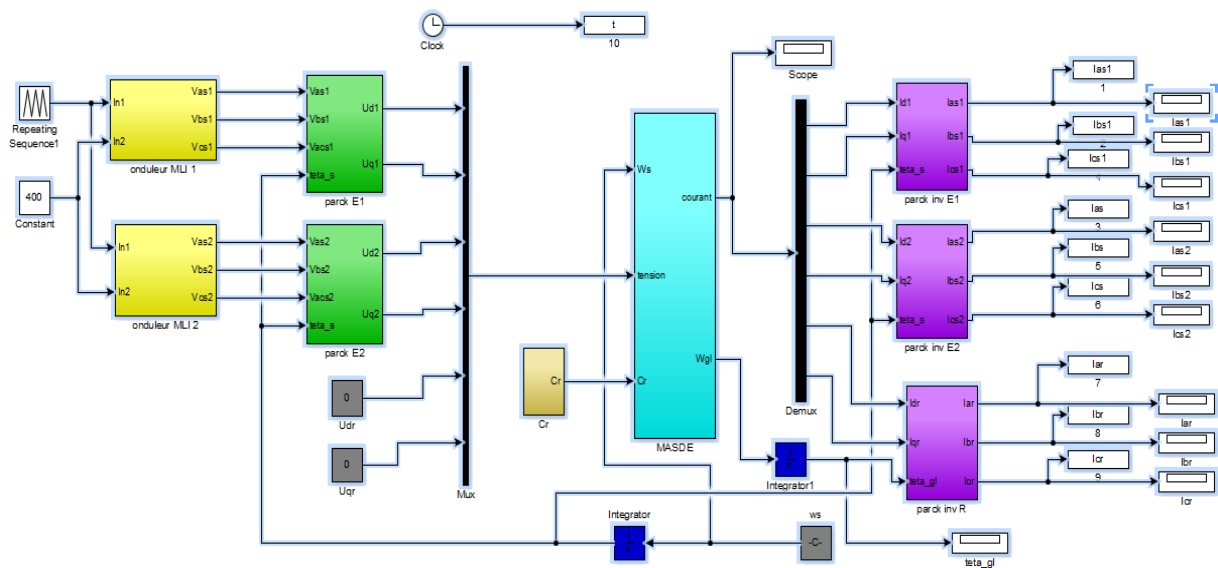 t
Clock
10
Scope
Repeating
Sequence1
In1
In2
Vas1
Vbs1
Vcs1
onduleur MLI 1
Vas1
Vbs1
Vacs1
teta_s
Ud1
Uq1
parck E1
400
Constant
In1
In2
Vas2
Vbs2
Vcs2
onduleur MLI 2
Vas2
Vbs2
Vacs2
teta_s
Ud2
Uq2
parck E2
0
Udr
0
Uqr
Mux
Cr
Cr
Ws
tension
Cr
courant
Wgl
MASDE
Demux
Id1
Iq1
teta_s
Ias1
Ibs1
Ics1
parck inv E1
Id2
Iq2
teta_s
Ias2
Ibs2
Ics2
parck inv E2
Idr
Iqr
teta_gl
Iar
Ibr
Icr
parck inv R
Ias1
1
Ias1
Ibs1
2
Ibs1
Ics1
4
Ics1
Ias
3
Ias2
Ibs
5
Ibs2
Ics
6
Ics2
Iar
7
Iar
Ibr
8
Ibr
Icr
9
Icr
Integrator1
Integrator
ws
-C-
teta_gl